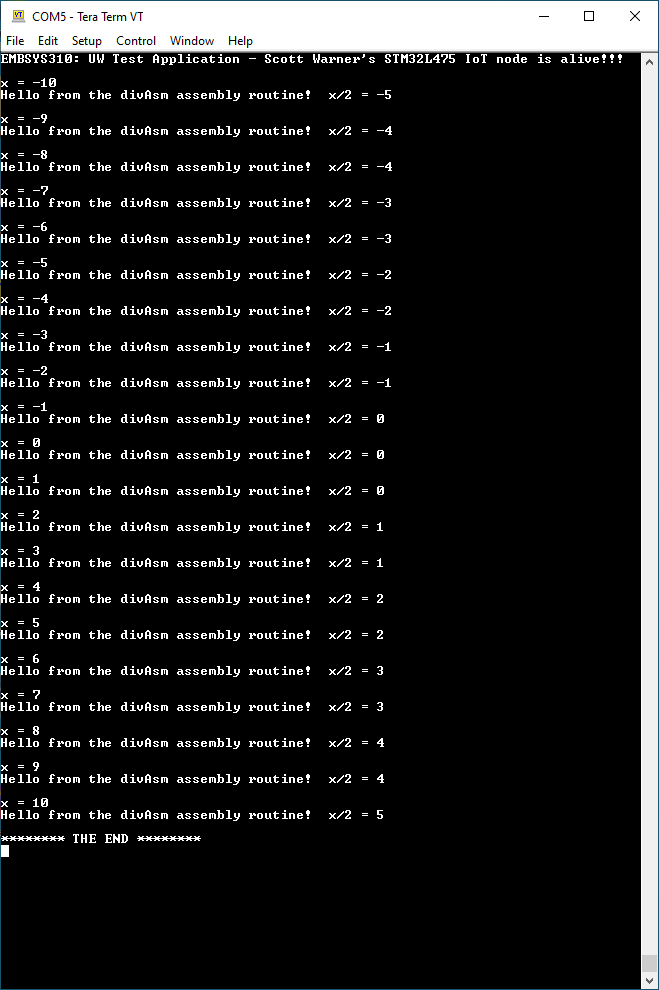 COM5 - Tera Term VT
File Edit Setup Control Window Help
EMBSYS310: UW Test Application - Scott Warner's STM32L475 IoT node is alive!!!
x = -10
Hello from the divAsm assembly routine!  x/2 = -5
x = -9
Hello from the divAsm assembly routine!  x/2 = -4
x = -8
Hello from the divAsm assembly routine!  x/2 = -4
x = -7
Hello from the divAsm assembly routine!  x/2 = -3
x = -6
Hello from the divAsm assembly routine!  x/2 = -3
x = -5
Hello from the divAsm assembly routine!  x/2 = -2
x = -4
Hello from the divAsm assembly routine!  x/2 = -2
x = -3
Hello from the divAsm assembly routine!  x/2 = -1
x = -2
Hello from the divAsm assembly routine!  x/2 = -1
x = -1
Hello from the divAsm assembly routine!  x/2 = 0
x = 0
Hello from the divAsm assembly routine!  x/2 = 0
x = 1
Hello from the divAsm assembly routine!  x/2 = 0
x = 2
Hello from the divAsm assembly routine!  x/2 = 1
x = 3
Hello from the divAsm assembly routine!  x/2 = 1
x = 4
Hello from the divAsm assembly routine!  x/2 = 2
x = 5
Hello from the divAsm assembly routine!  x/2 = 2
x = 6
Hello from the divAsm assembly routine!  x/2 = 3
x = 7
Hello from the divAsm assembly routine!  x/2 = 3
x = 8
Hello from the divAsm assembly routine!  x/2 = 4
x = 9
Hello from the divAsm assembly routine!  x/2 = 4
x = 10
Hello from the divAsm assembly routine!  x/2 = 5
******** THE END ********